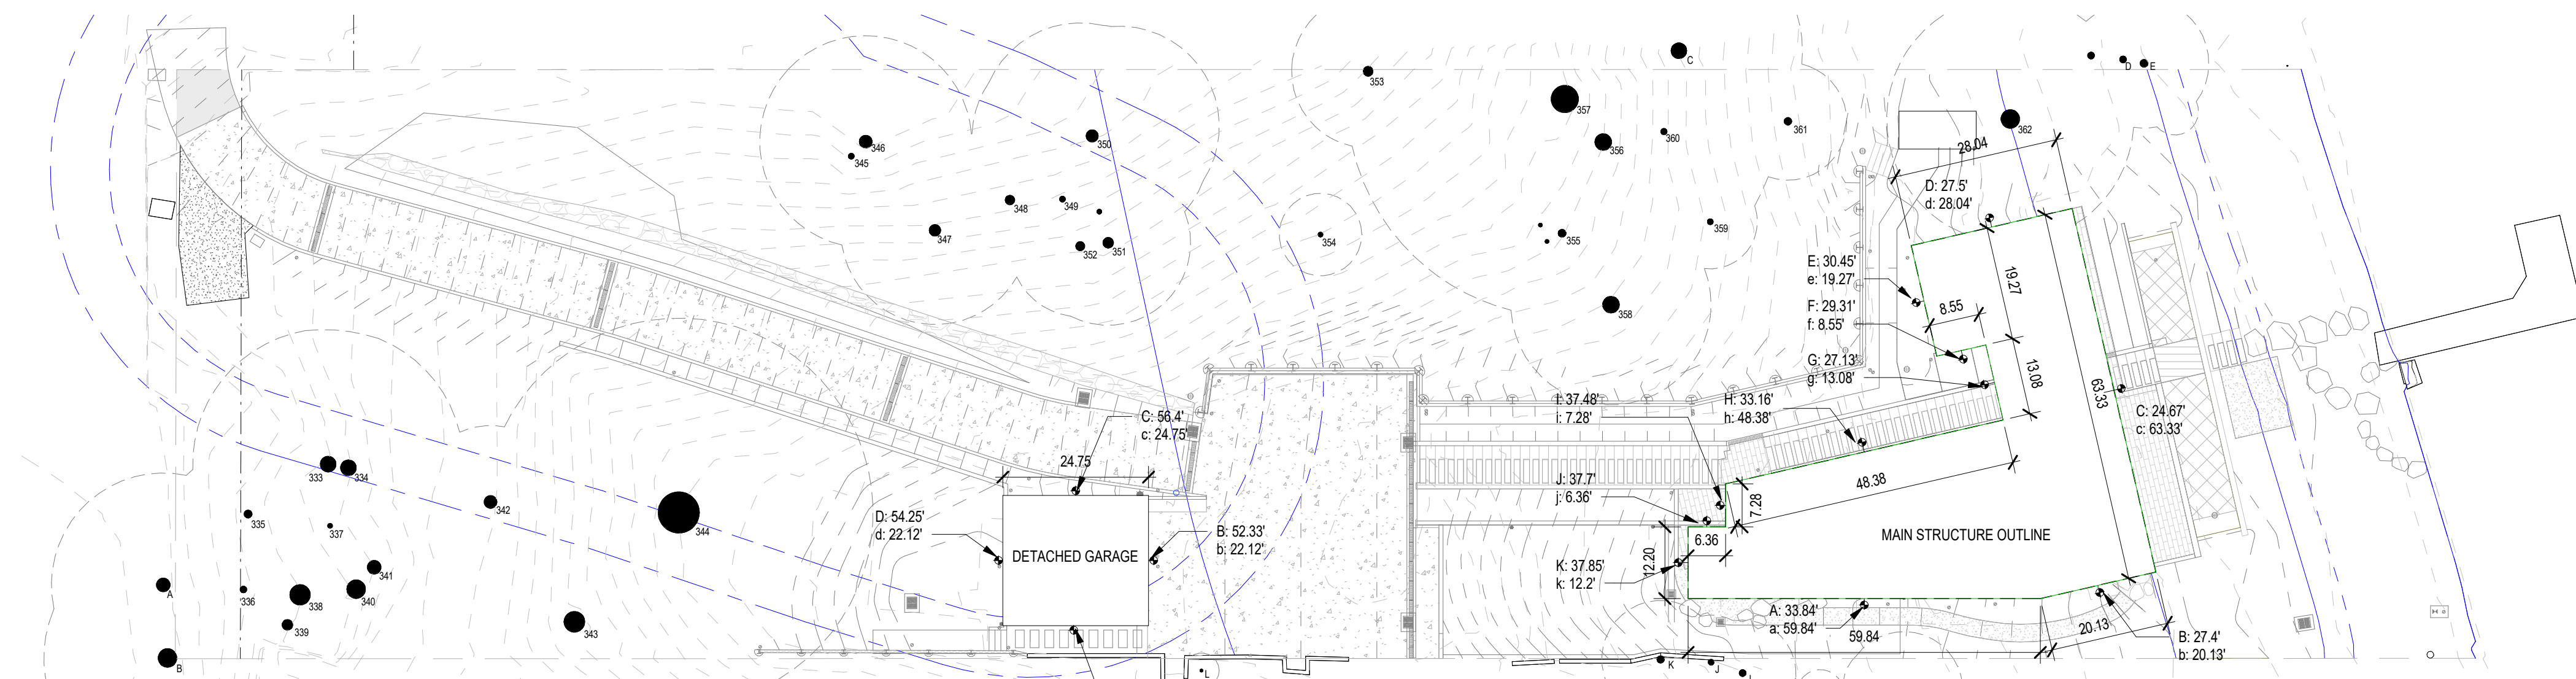 C
D
E
353
357
362
361
360
356
350
346
345
28.04
D: 27.5'
d: 28.04'
348
349
347
352
351
354
355
359
E: 30.45'
e: 19.27'
19.27
F: 29.31'
f: 8.55'
8.55
358
G: 27.13'
g: 13.08'
13.08
63.33
I: 37.48'
i: 7.28'
H: 33.16'
h: 48.38'
C: 24.67'
c: 63.33'
C: 56.4'
c: 24.75'
24.75
333
334
48.38
J: 37.7'
j: 6.36'
7.28
335
337
342
344
D: 54.25'
d: 22.12'
B: 52.33'
b: 22.12'
DETACHED GARAGE
MAIN STRUCTURE OUTLINE
6.36
12.20
K: 37.85'
k: 12.2'
341
A
336
338
340
339
343
A: 33.84'
a: 59.84'
59.84
20.13
B: 27.4'
b: 20.13'
B
K
J
L